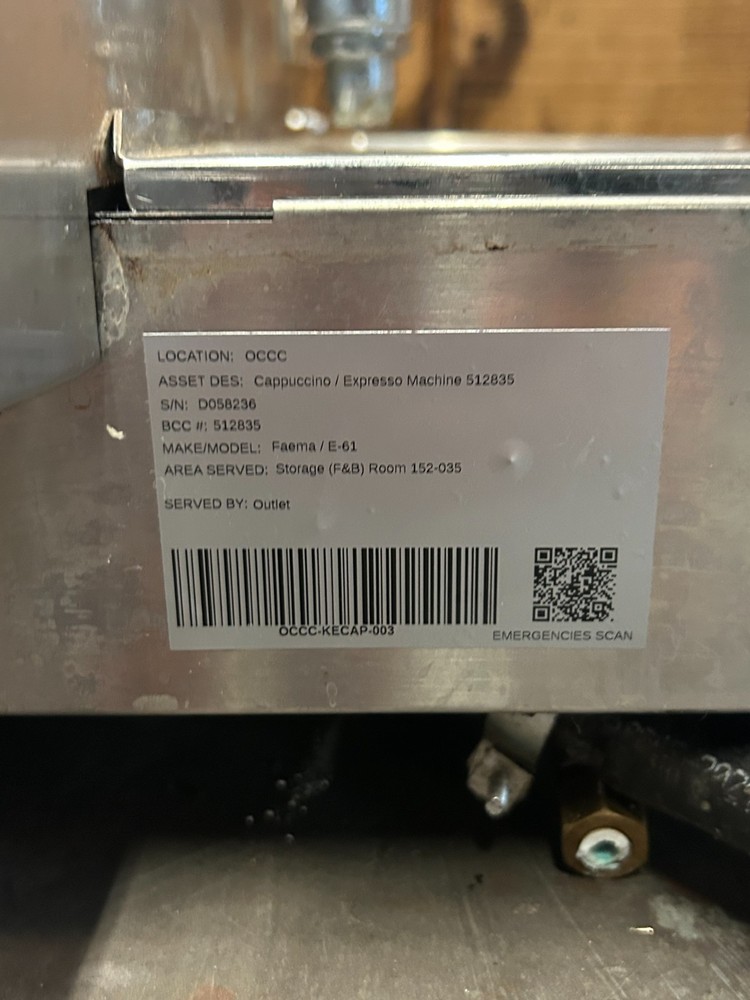 LOCATION: OCCC
ASSET DES: Cappuccino / Expresso Machine 512835
S/N: D058236
BCC #: 512835
MAKE/MODEL: Faema / E-61
AREA SERVED: Storage (F&B) Room 152-035
SERVED BY: Outlet
OCCC-KECAP-003
EMERGENCIES SCAN